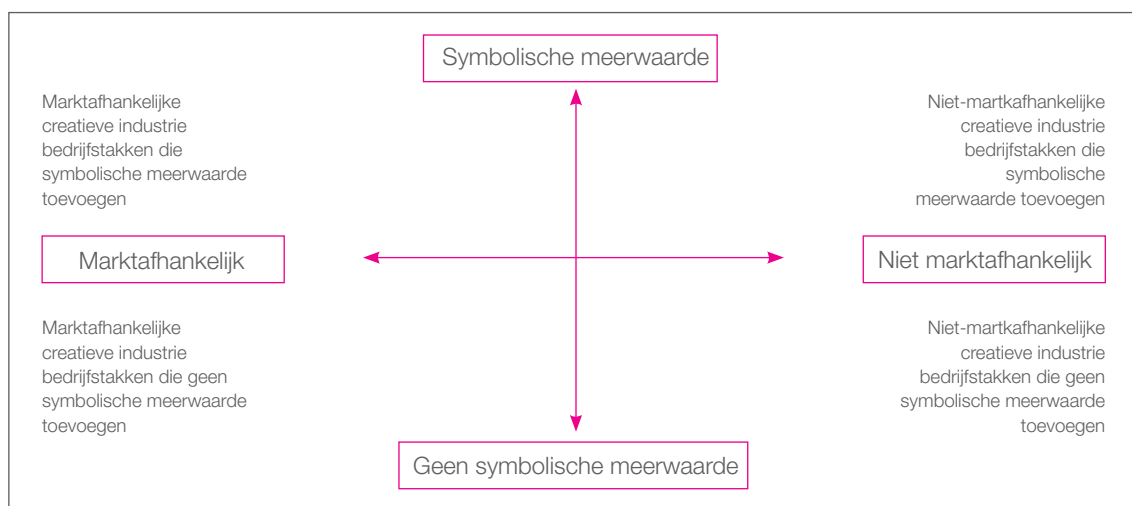 Symbolische meerwaarde
Marktafhankelijke
creatieve industrie
bedrijfstakken die
symbolische meerwaarde
toevoegen
Niet-martkafhankelijke
creatieve industrie
bedrijfstakken die
symbolische
meerwaarde toevoegen
Marktafhankelijk
Niet marktafhankelijk
Marktafhankelijke
creatieve industrie
bedrijfstakken die geen
symbolische meerwaarde
toevoegen
Niet-martkafhankelijke
creatieve industrie
bedrijfstakken die geen
symbolische meerwaarde
toevoegen
Geen symbolische meerwaarde